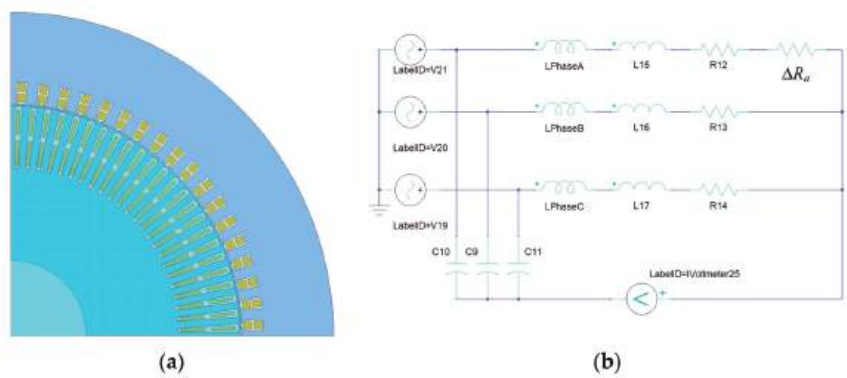 LabelID=V21
LPhaseA
L15
R12
ΔRₐ
LPhaseB
L16
R13
LabelID=V20
LPhaseC
L17
R14
LabelID=V19
C10
C9
C11
LabelID=IVoltmeter25
+
(a)
(b)